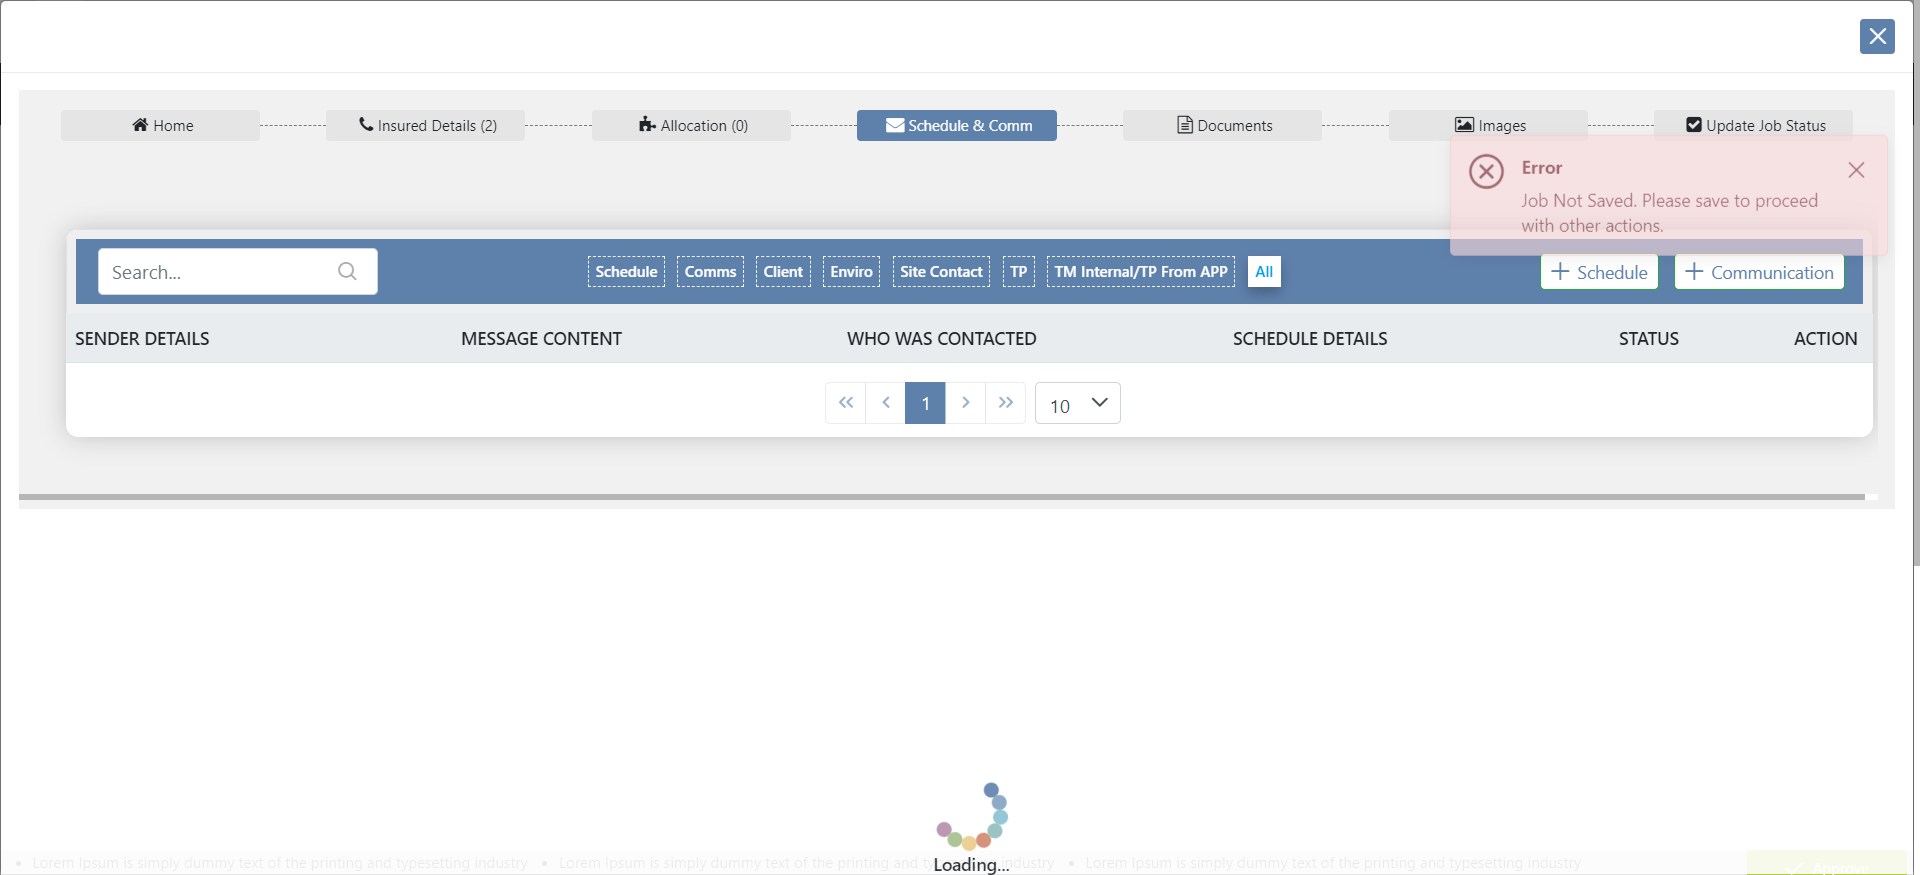 Home
Insured Details (2)
Allocation (0)
Schedule & Comm
Documents
Images
Update Job Status
Error
Job Not Saved. Please save to proceed
with other actions.
Search...
Schedule
Comms
Client
Enviro
Site Contact
TP
TM Internal/TP From APP
All
Schedule
Communication
SENDER DETAILS
MESSAGE CONTENT
WHO WAS CONTACTED
SCHEDULE DETAILS
STATUS
ACTION
1
10
Lorem Ipsum is simply dummy text of the printing and typesetting industry
Lorem Ipsum is simply dummy text of the printing and industry
Lorem Ipsum is simply dummy text of the printing and typesetting industry
Loading...